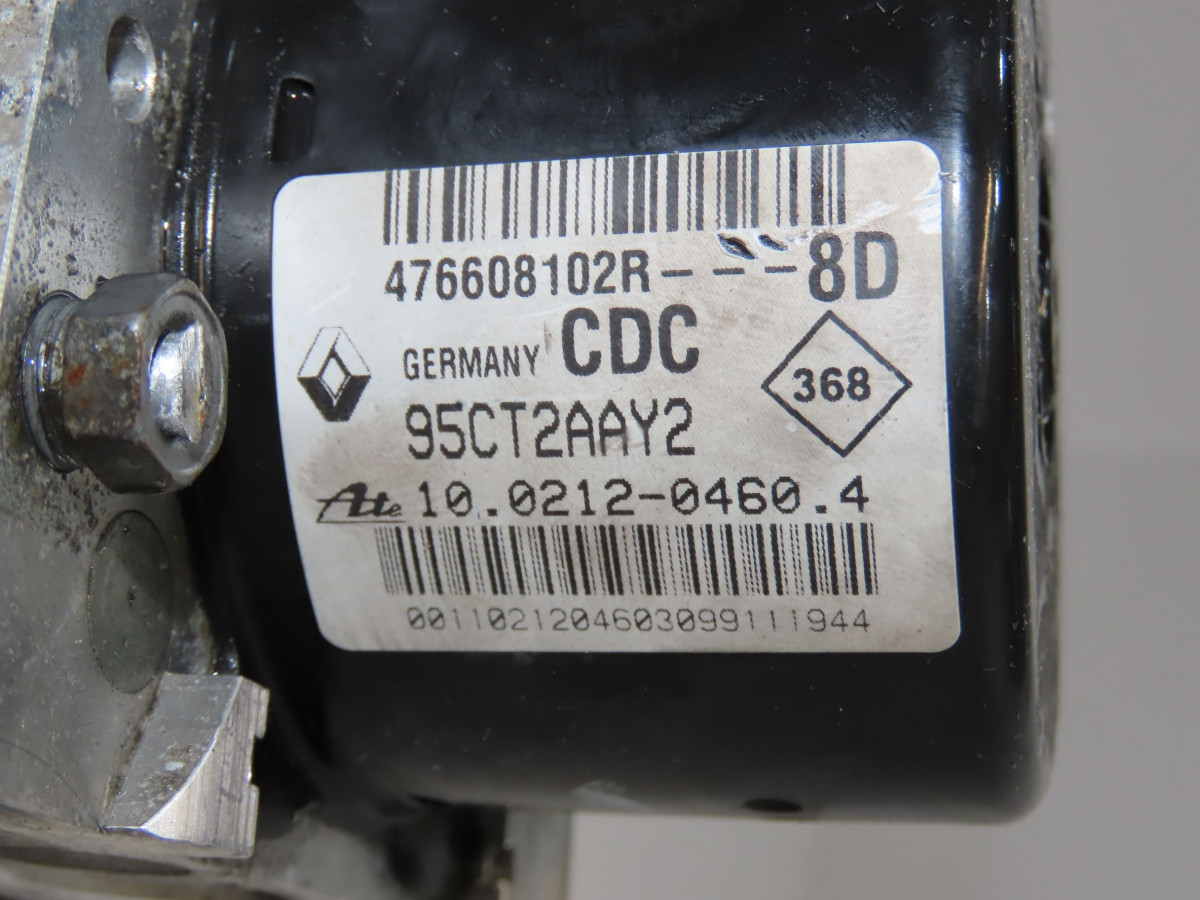 476608102R---8D
GERMANY CDC
368
95CT2AAY2
Ate 10.0212-0460.4
0011021204603099111944